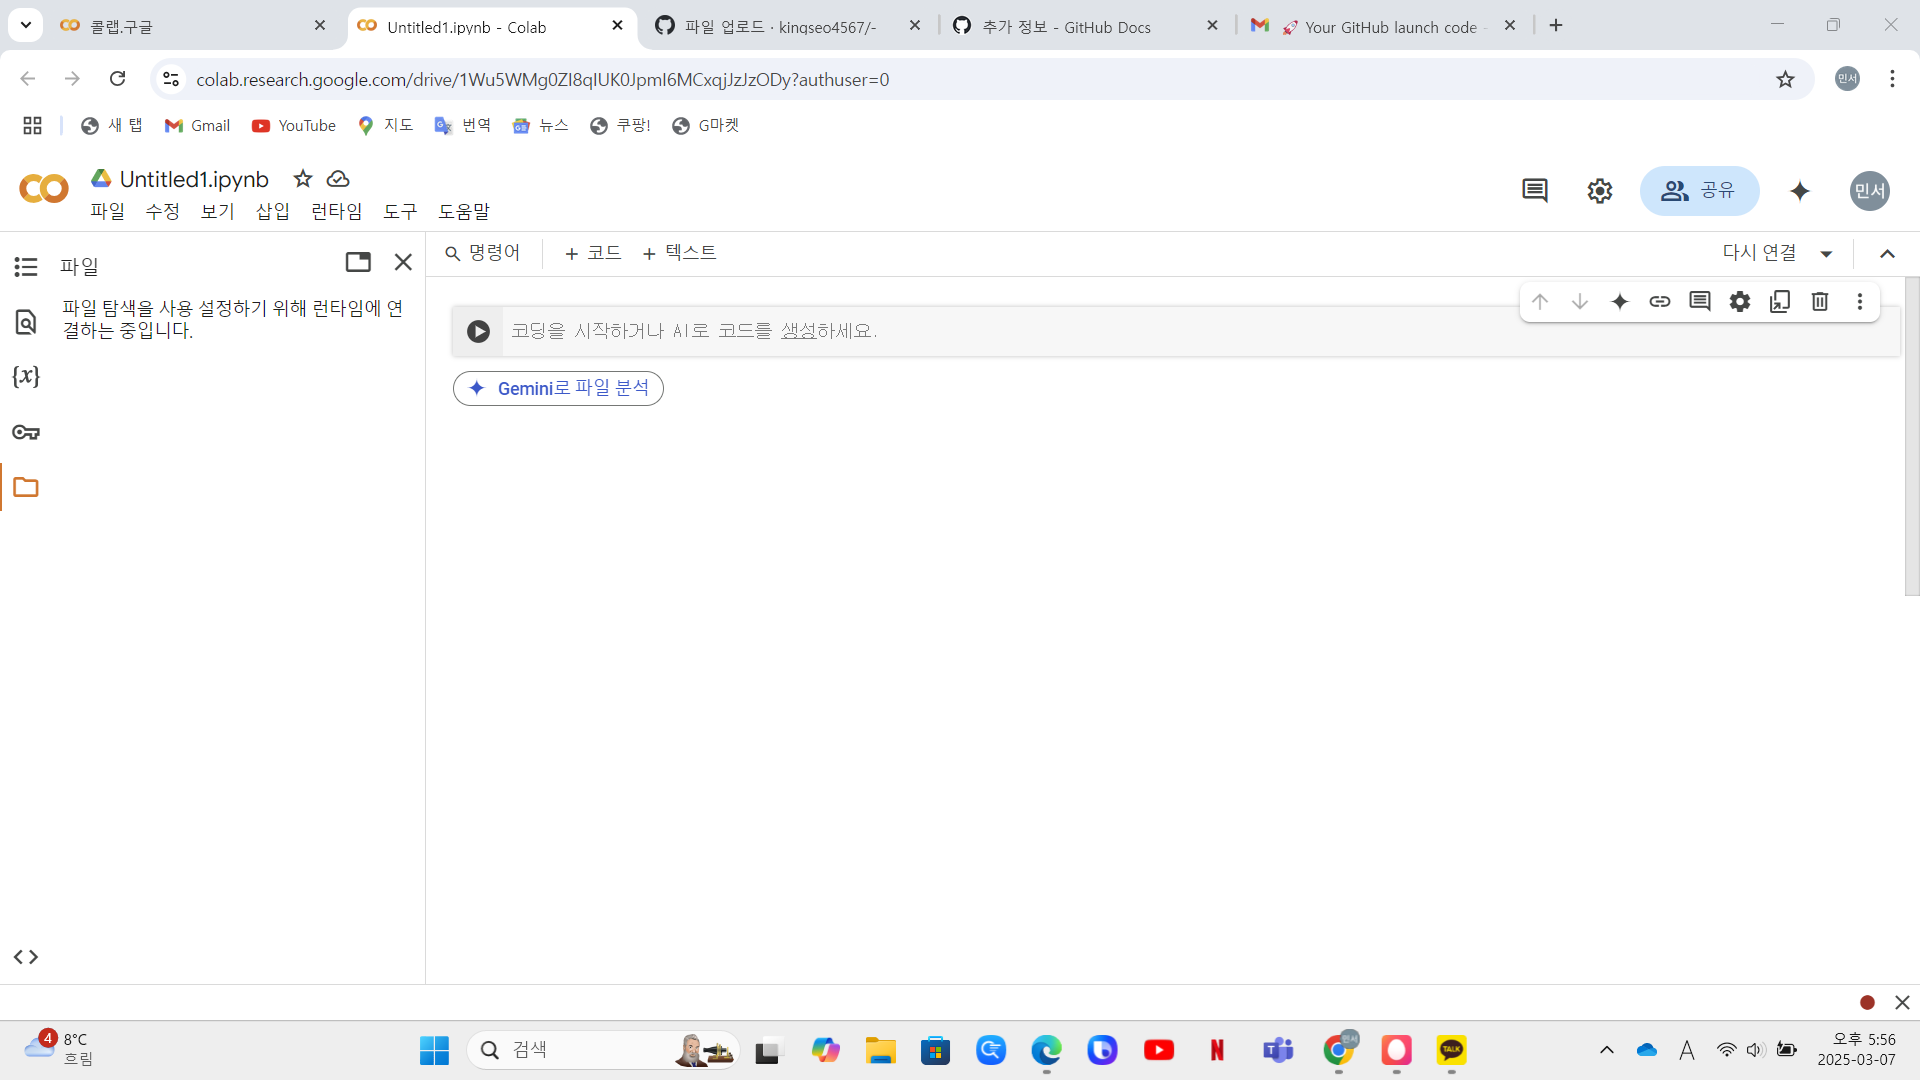 콜랩.구글
Untitled1.ipynb - Colab
파일 업로드 · kingseo4567/-
추가 정보 - GitHub Docs
🚀 Your GitHub launch code -
colab.research.google.com/drive/1Wu5WMg0ZI8qIUK0JpmI6MCxqjJzJzODy?authuser=0
민서
새 탭
Gmail
YouTube
지도
번역
뉴스
쿠팡!
G마켓
Untitled1.ipynb
공유
민서
파일 수정 보기 삽입 런타임 도구 도움말
파일
명령어
+ 코드
+ 텍스트
다시 연결
파일 탐색을 사용 설정하기 위해 런타임에 연
결하는 중입니다.
코딩을 시작하거나 AI로 코드를 생성하세요.
{x}
Gemini로 파일 분석
4
8°C
흐림
검색
민서
TALK
A
오후 5:56
2025-03-07